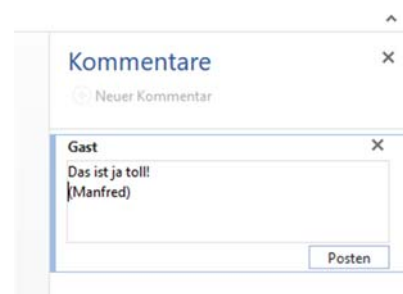 Kommentare
Neuer Kommentar
Gast
Das ist ja toll!
(Manfred)
Posten